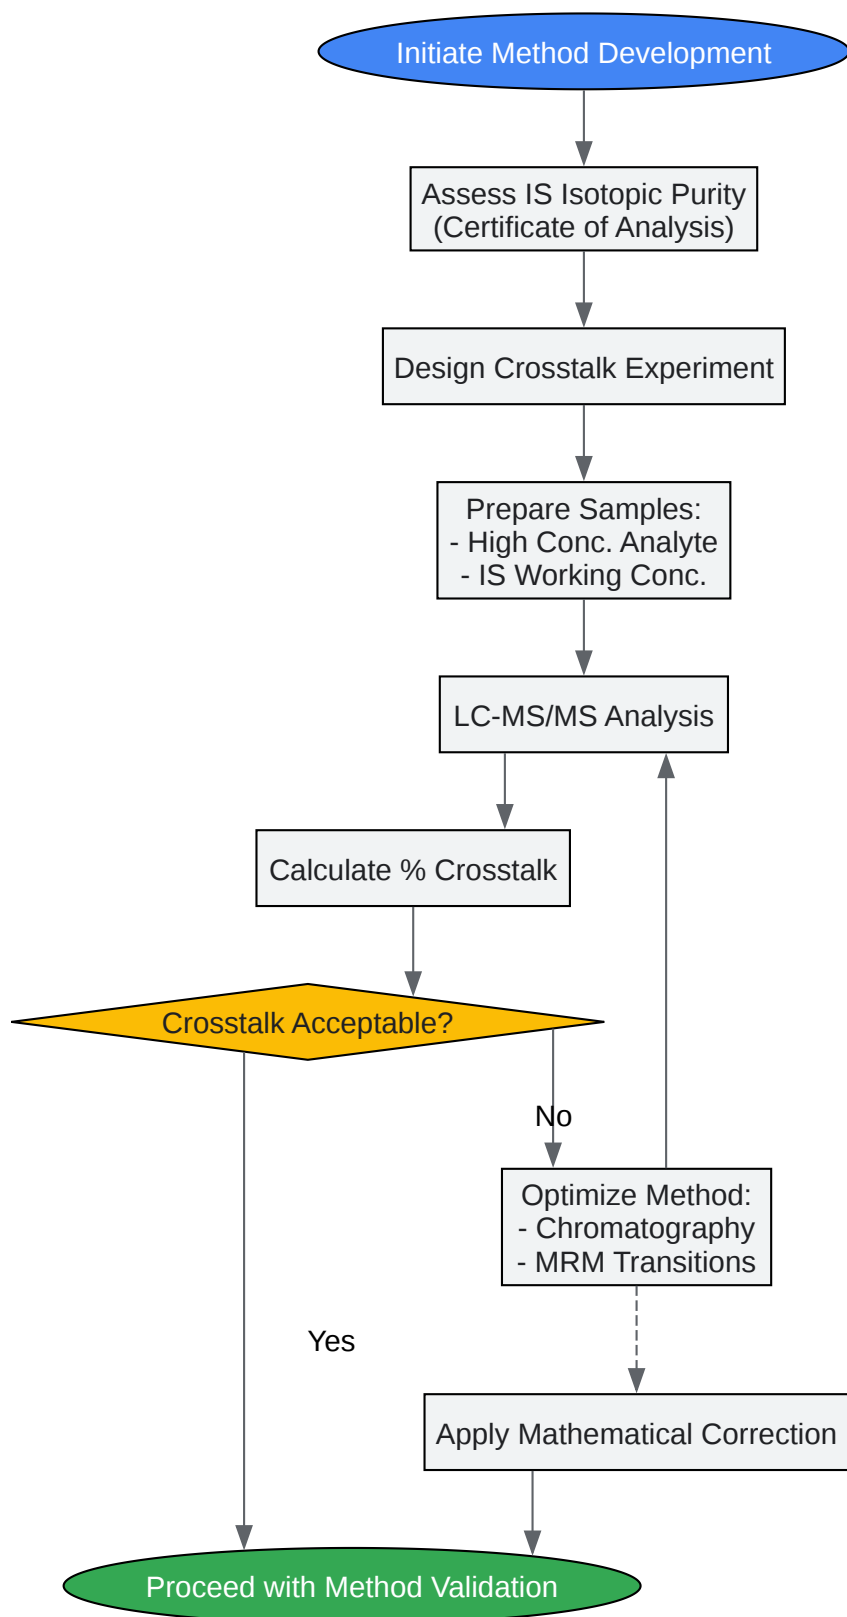 Initiate Method Development
Assess IS Isotopic Purity
(Certificate of Analysis)
Design Crosstalk Experiment
Prepare Samples:
- High Conc. Analyte
- IS Working Conc.
LC-MS/MS Analysis
Calculate % Crosstalk
Crosstalk Acceptable?
No
Optimize Method:
- Chromatography
- MRM Transitions
Yes
Apply Mathematical Correction
Proceed with Method Validation